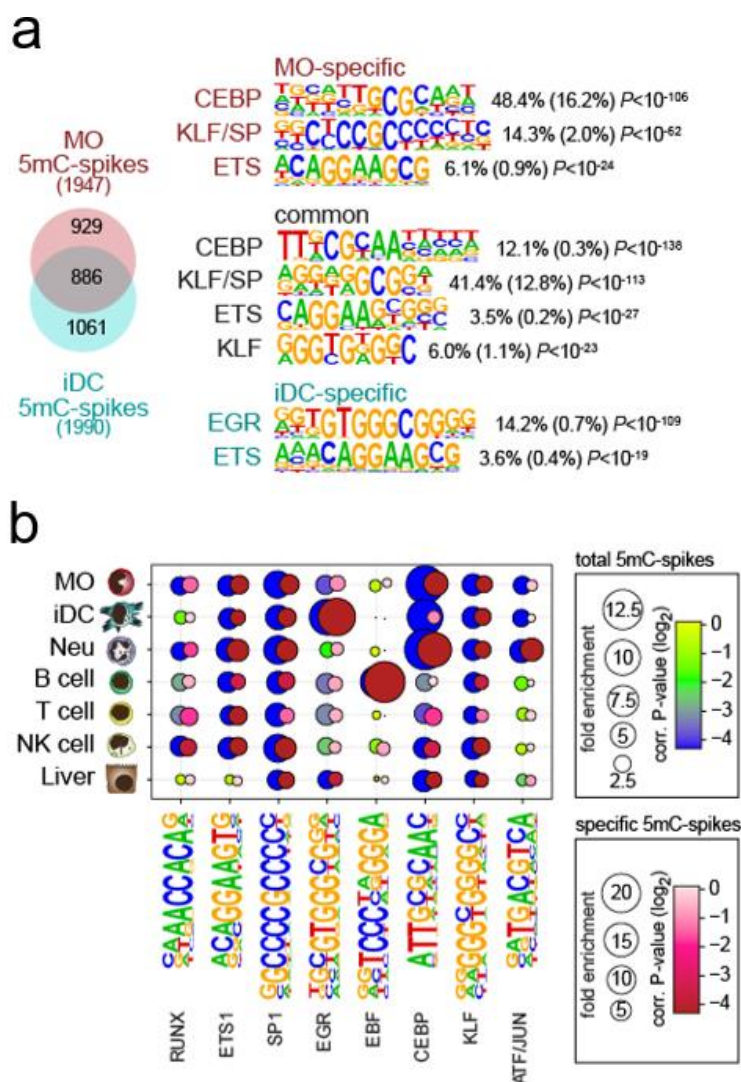 a
MO
5mC-spikes
(1947)
929
886
1061
iDC
5mC-spikes
(1990)
MO-specific
CEBP 48.4% (16.2%) P<10⁻¹⁰⁶
KLF/SP 14.3% (2.0%) P<10⁻⁶²
ETS ACAGGAAGCG 6.1% (0.9%) P<10⁻²⁴
common
CEBP 12.1% (0.3%) P<10⁻¹³⁸
KLF/SP 41.4% (12.8%) P<10⁻¹¹³
ETS 3.5% (0.2%) P<10⁻²⁷
KLF 6.0% (1.1%) P<10⁻²³
iDC-specific
EGR 14.2% (0.7%) P<10⁻¹⁰⁹
ETS 3.6% (0.4%) P<10⁻¹⁹
b
MO
iDC
Neu
B cell
T cell
NK cell
Liver
RUNX
ETS1
SP1
EGR
EBF
CEBP
KLF
ATF/JUN
total 5mC-spikes
fold enrichment
12.5
10
7.5
5
2.5
corr. P-value (log₂)
0
−1
−2
−3
−4
specific 5mC-spikes
fold enrichment
20
15
10
5
corr. P-value (log₂)
0
−1
−2
−3
−4